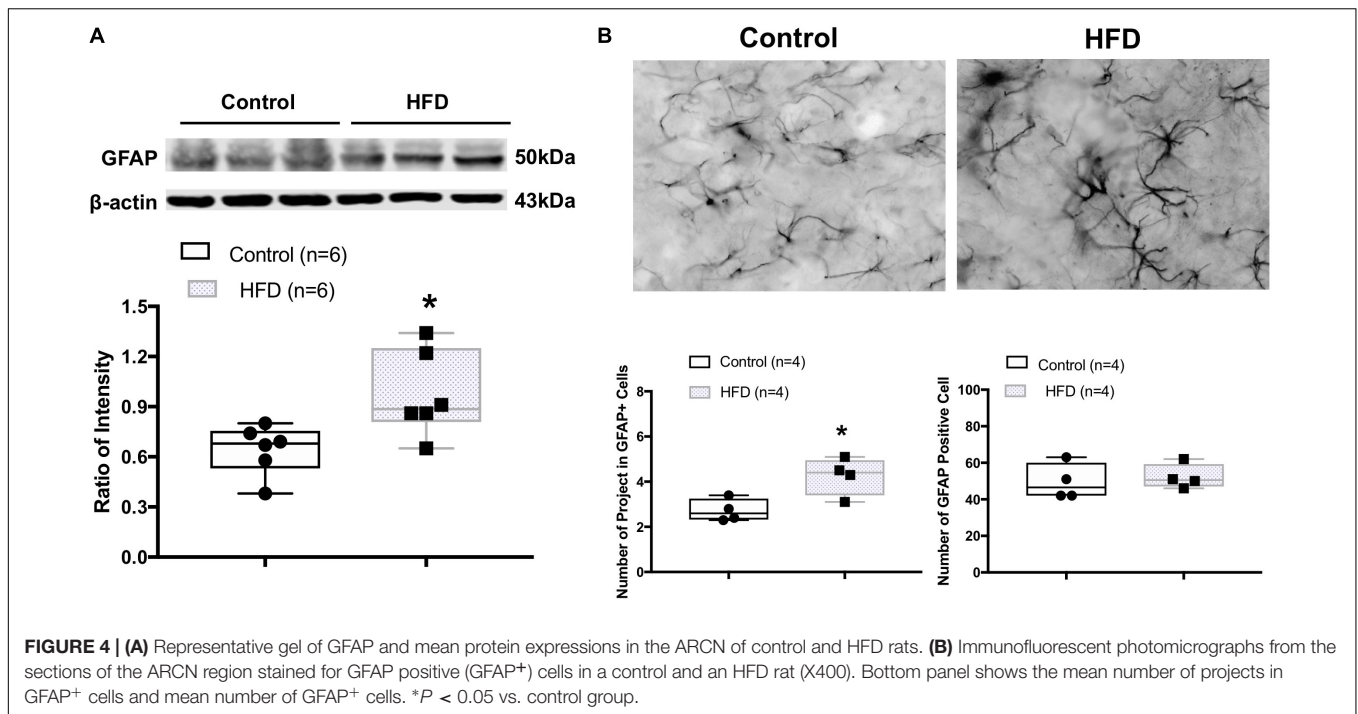 A
Control HFD
GFAP 50kDa
β-actin 43kDa
Control (n=6)
HFD (n=6)
*
1.5
1.2
0.9
0.6
0.3
0.0
Ratio of Intensity
B
Control HFD
Control (n=4)
HFD (n=4)
*
8
6
4
2
0
Number of Project in GFAP+ Cells
Control (n=4)
HFD (n=4)
100
80
60
40
20
0
Number of GFAP Positive Cell
FIGURE 4 | (A) Representative gel of GFAP and mean protein expressions in the ARCN of control and HFD rats. (B) Immunofluorescent photomicrographs from the
sections of the ARCN region stained for GFAP positive (GFAP+) cells in a control and an HFD rat (X400). Bottom panel shows the mean number of projects in
GFAP+ cells and mean number of GFAP+ cells. *P < 0.05 vs. control group.